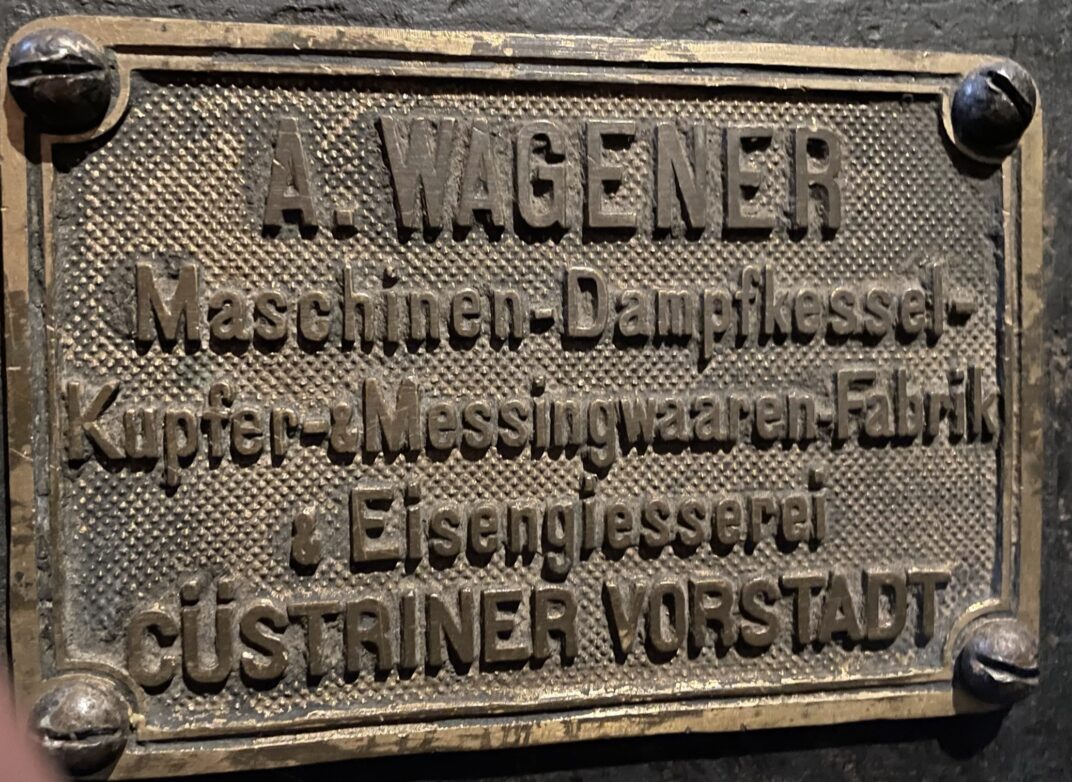 A. WAGENER
Maschinen-Dampfkessel-
Kupfer-&Messingwaaren-Fabrik
& Eisengiesserei
CÜSTRINER VORSTADT